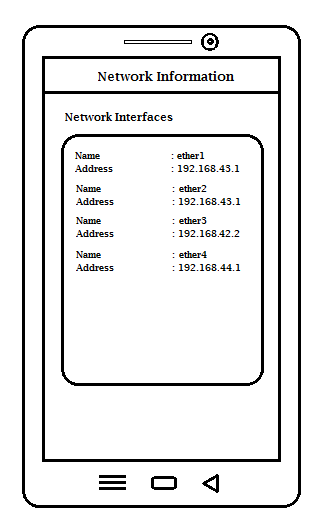 Network Information
Network Interfaces
Name : ether1
Address : 192.168.43.1
Name : ether2
Address : 192.168.43.1
Name : ether3
Address : 192.168.42.2
Name : ether4
Address : 192.168.44.1